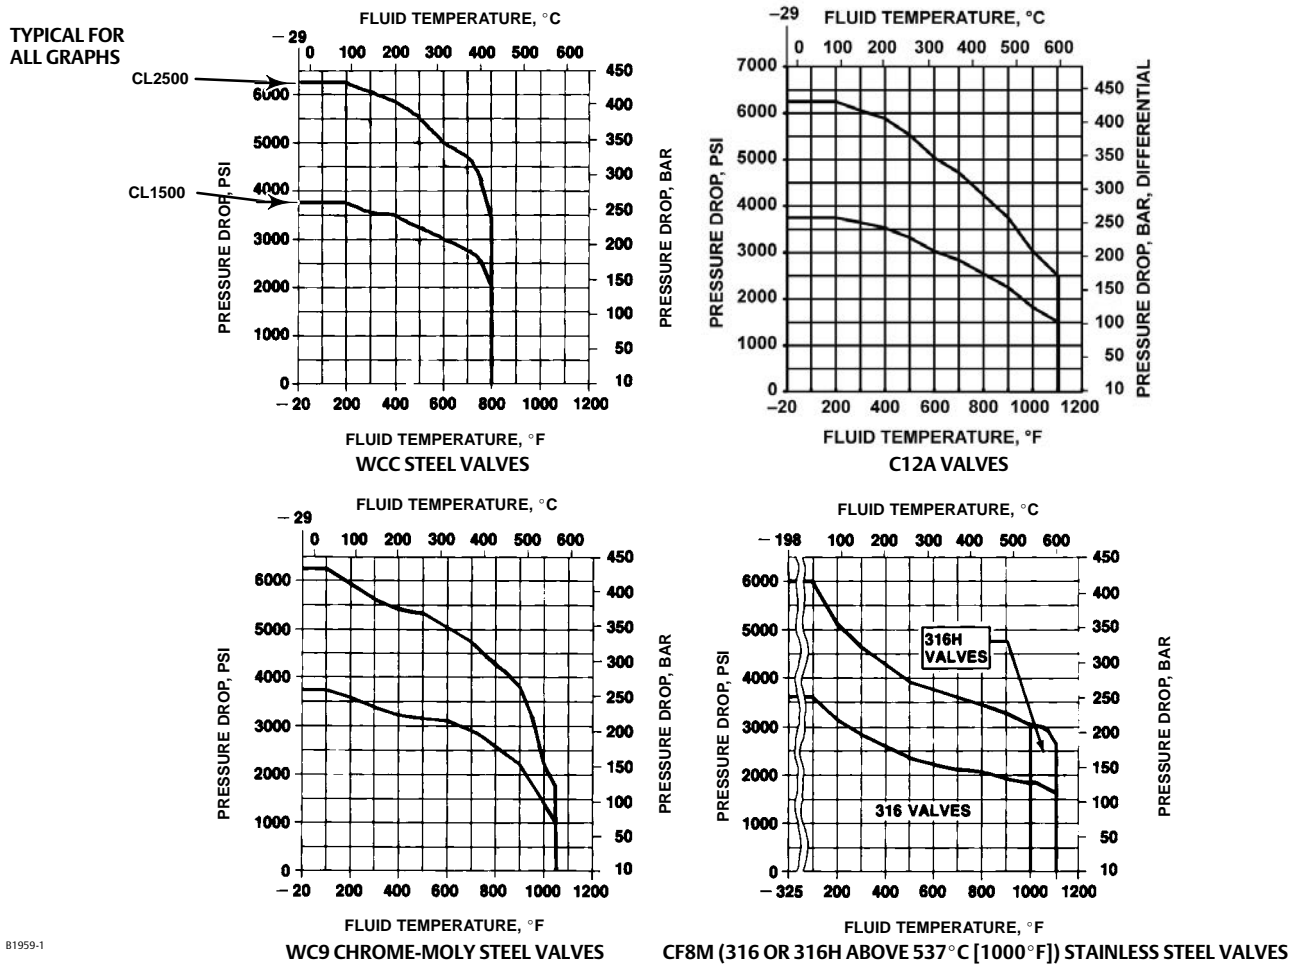 TYPICAL FOR
ALL GRAPHS
CL2500
CL1500
FLUID TEMPERATURE, °C
–29
0 100 200 300 400 500 600
6000
5000
4000
3000
2000
1000
0
PRESSURE DROP, PSI
450
400
350
300
250
200
150
100
50
10
PRESSURE DROP, BAR
–20 200 400 600 800 1000 1200
FLUID TEMPERATURE, °F
WCC STEEL VALVES
FLUID TEMPERATURE, °C
–29
0 100 200 300 400 500 600
7000
6000
5000
4000
3000
2000
1000
0
PRESSURE DROP, PSI
450
400
350
300
250
200
150
100
50
10
PRESSURE DROP, BAR, DIFFERENTIAL
–20 200 400 600 800 1000 1200
FLUID TEMPERATURE, °F
C12A VALVES
FLUID TEMPERATURE, °C
–29
0 100 200 300 400 500 600
6000
5000
4000
3000
2000
1000
0
PRESSURE DROP, PSI
450
400
350
300
250
200
150
100
50
10
PRESSURE DROP, BAR
–20 200 400 600 800 1000 1200
FLUID TEMPERATURE, °F
WC9 CHROME-MOLY STEEL VALVES
FLUID TEMPERATURE, °C
–198 100 200 300 400 500 600
6000
5000
4000
3000
2000
1000
0
PRESSURE DROP, PSI
316H
VALVES
316 VALVES
450
400
350
300
250
200
150
100
50
10
PRESSURE DROP, BAR
–325 200 400 600 800 1000 1200
FLUID TEMPERATURE, °F
CF8M (316 OR 316H ABOVE 537°C [1000°F]) STAINLESS STEEL VALVES
B1959-1